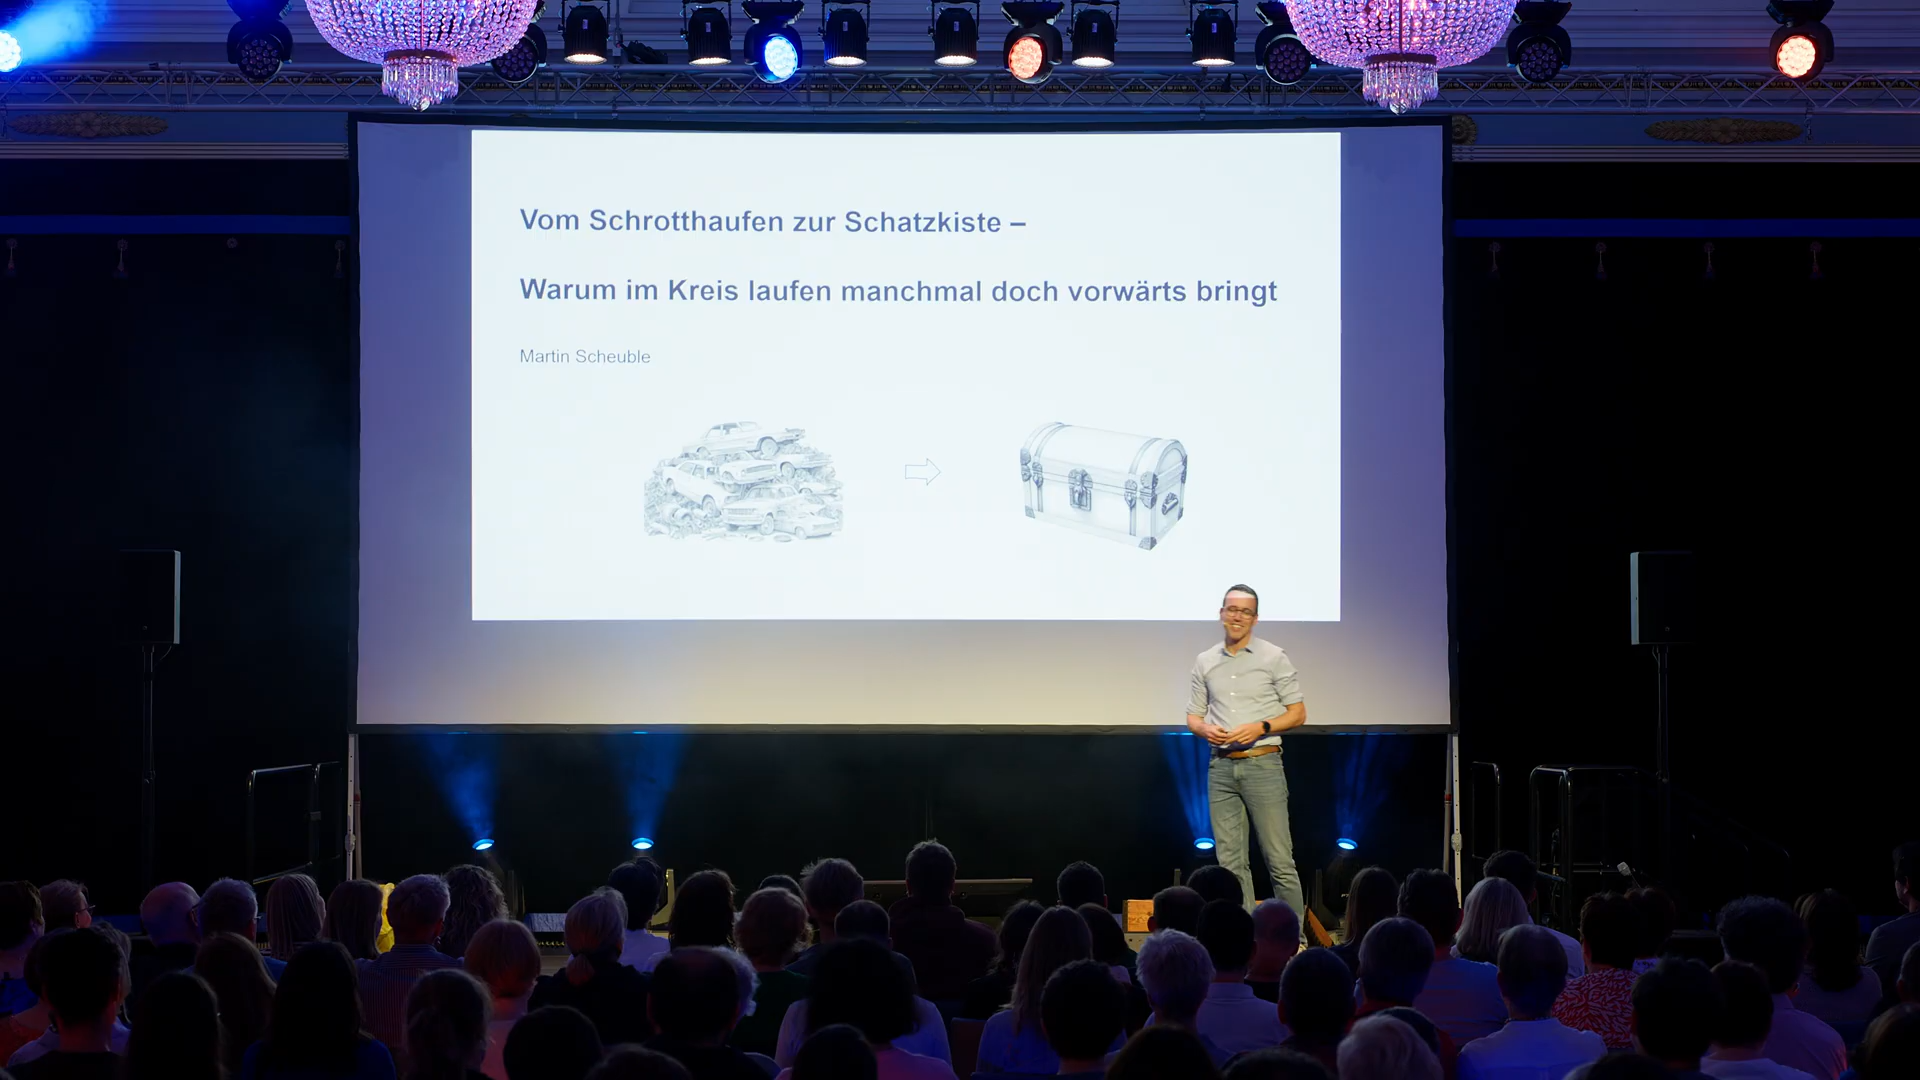 Vom Schrotthaufen zur Schatzkiste –
Warum im Kreis laufen manchmal doch vorwärts bringt
Martin Scheuble